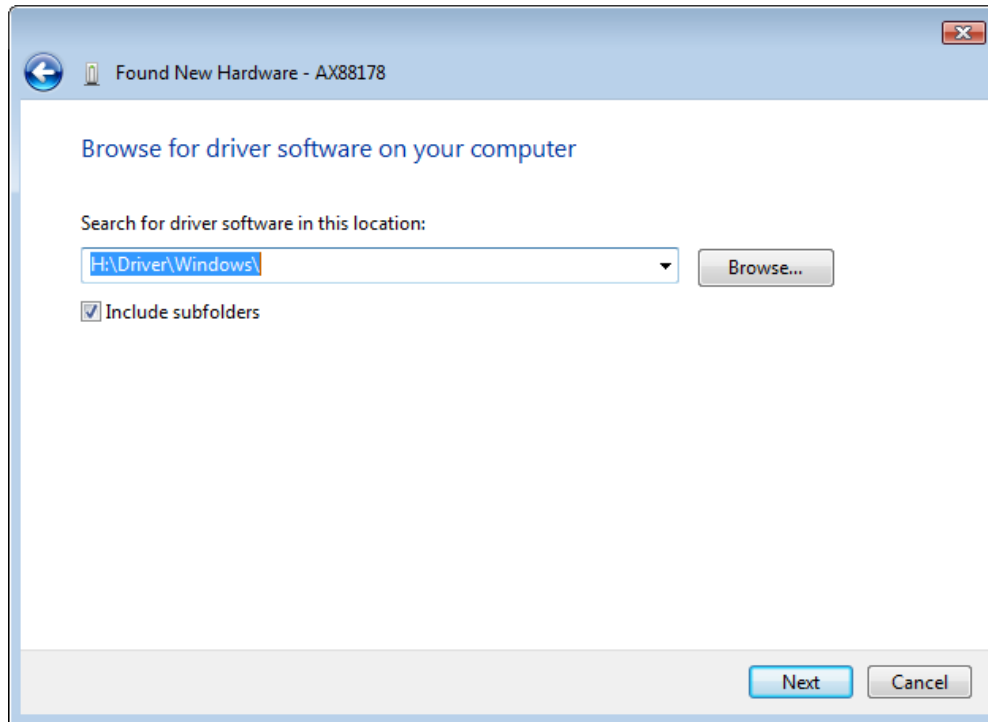 Found New Hardware - AX88178
Browse for driver software on your computer
Search for driver software in this location:
H:\Driver\Windows\
Browse...
Include subfolders
Next
Cancel